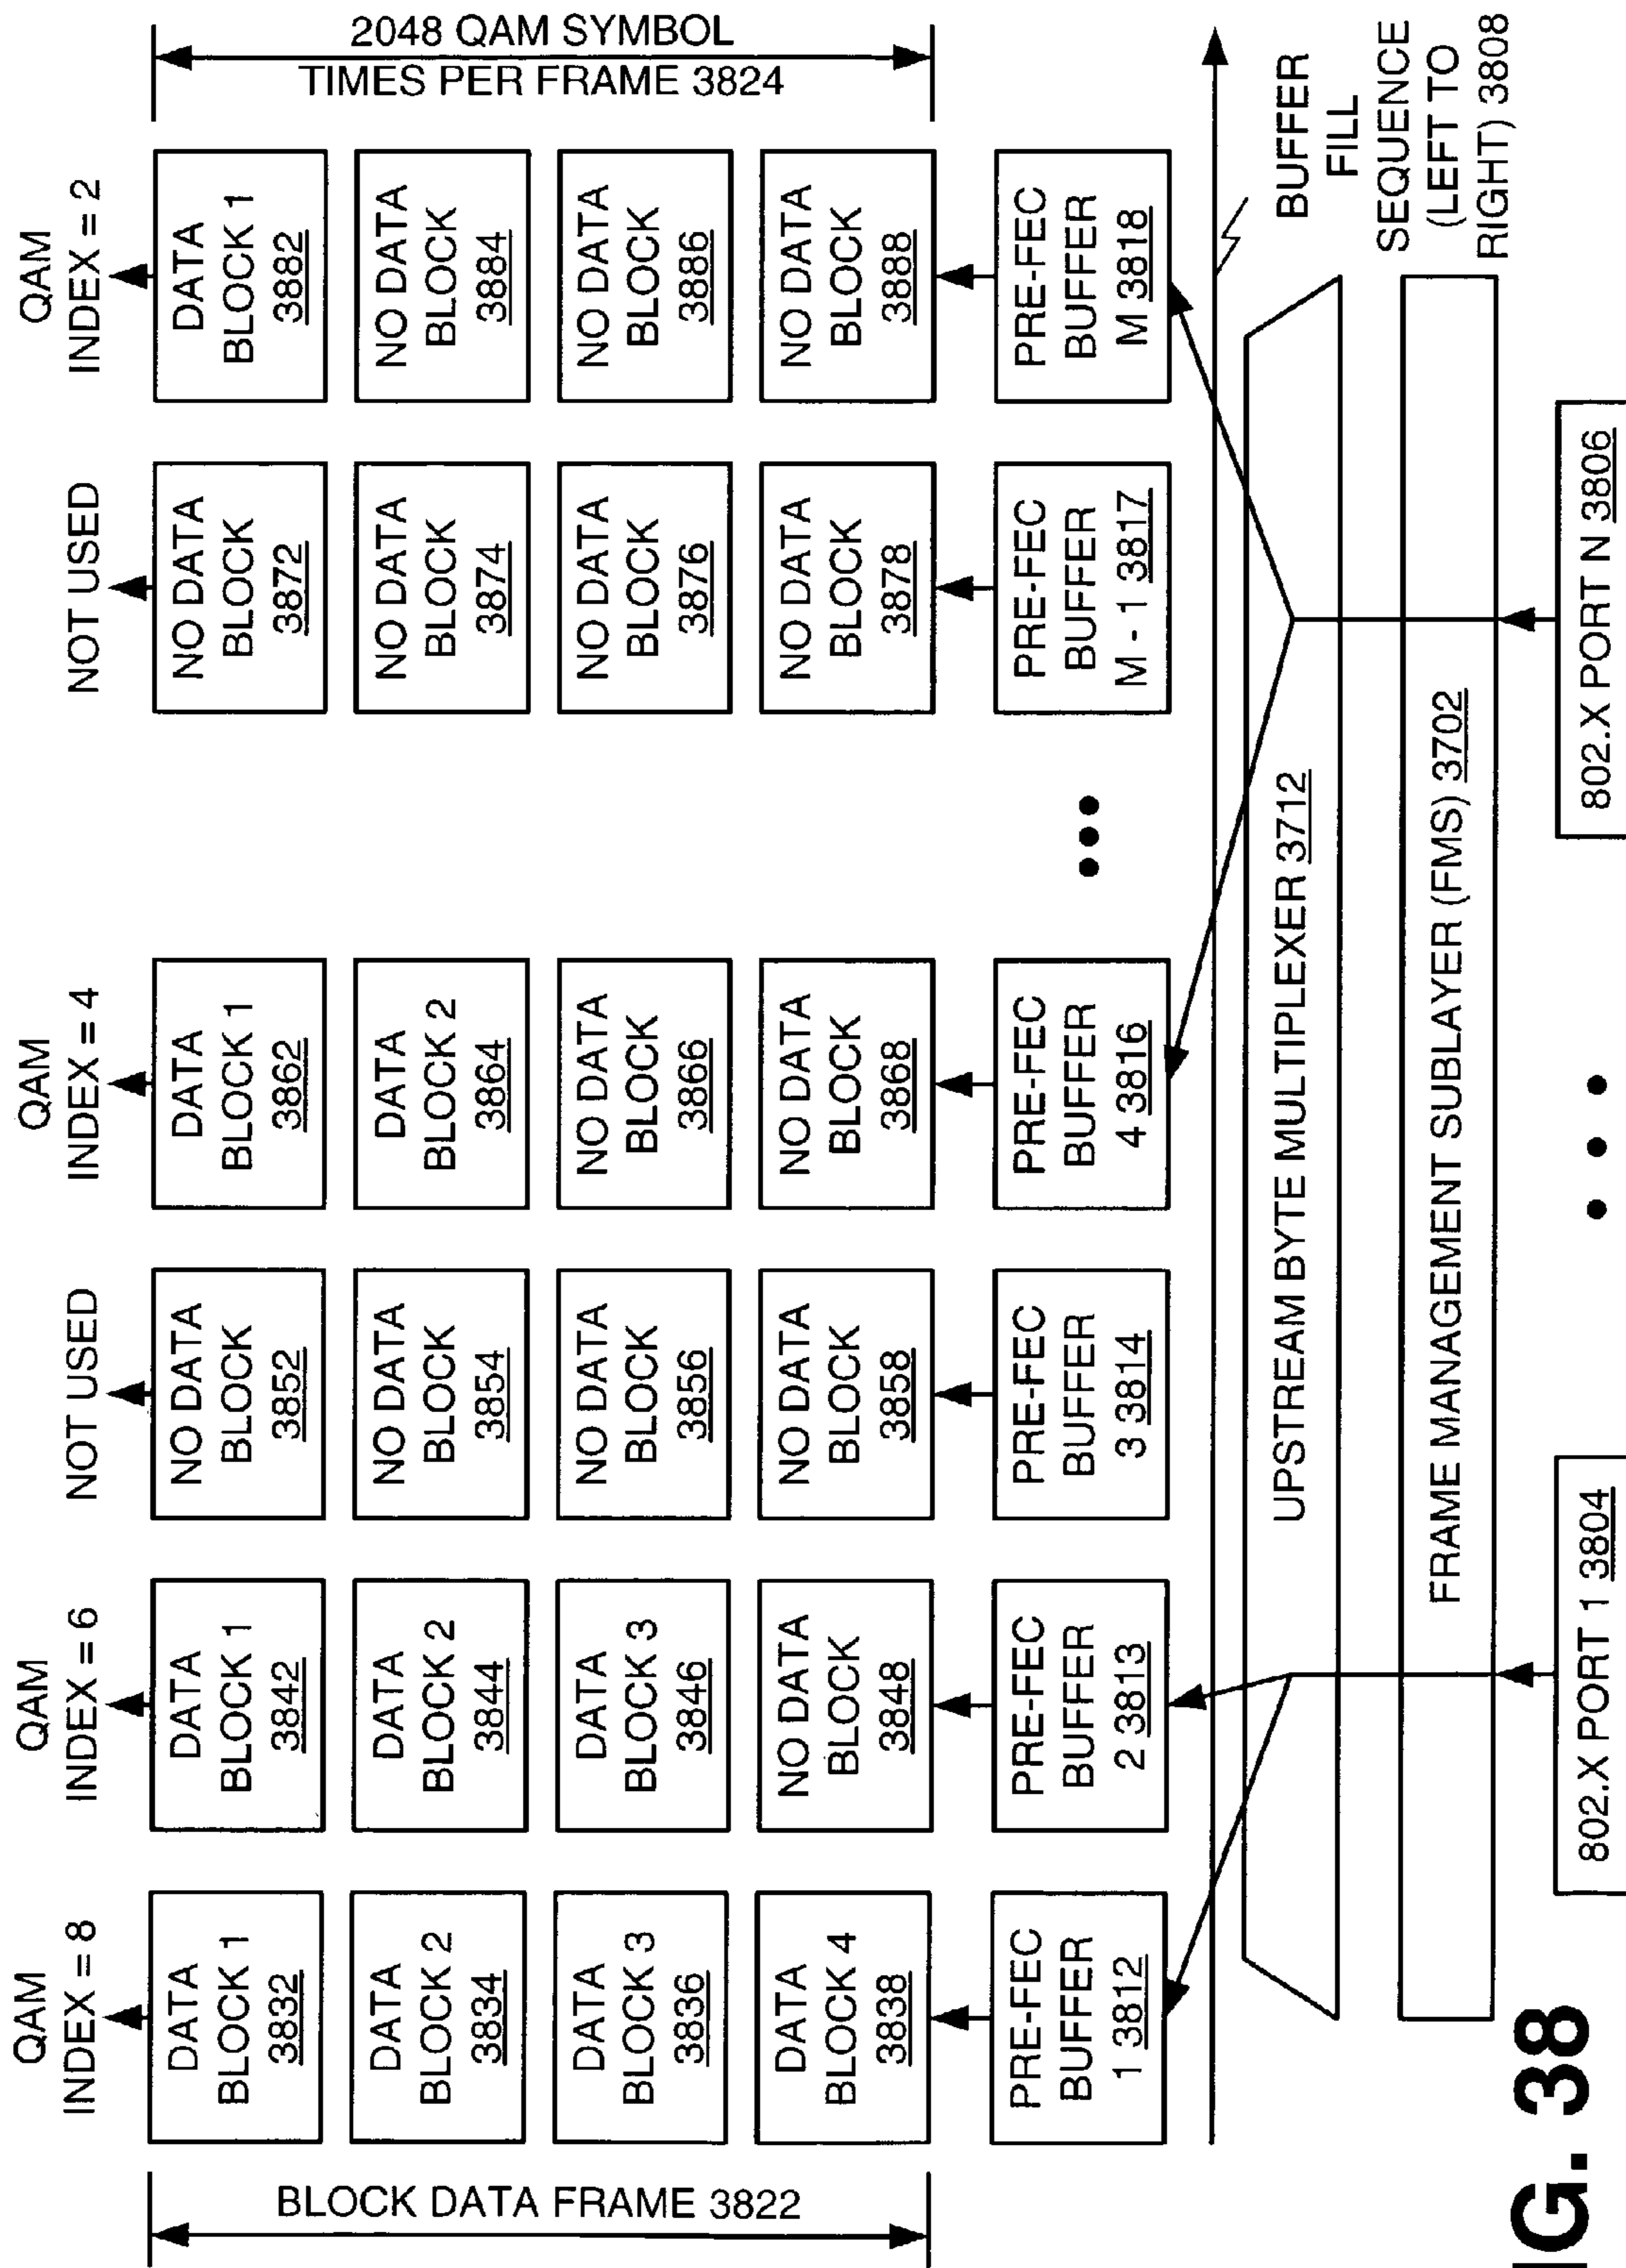 QAM
INDEX = 8
QAM
INDEX = 6
NOT USED
QAM
INDEX = 4
NOT USED
QAM
INDEX = 2
BLOCK DATA FRAME 3822
2048 QAM SYMBOL
TIMES PER FRAME 3824
DATA
BLOCK 1
3832
DATA
BLOCK 1
3842
NO DATA
BLOCK
3852
DATA
BLOCK 1
3862
NO DATA
BLOCK
3872
DATA
BLOCK 1
3882
DATA
BLOCK 2
3834
DATA
BLOCK 2
3844
NO DATA
BLOCK
3854
DATA
BLOCK 2
3864
NO DATA
BLOCK
3874
NO DATA
BLOCK
3884
DATA
BLOCK 3
3836
DATA
BLOCK 3
3846
NO DATA
BLOCK
3856
NO DATA
BLOCK
3866
NO DATA
BLOCK
3876
NO DATA
BLOCK
3886
DATA
BLOCK 4
3838
NO DATA
BLOCK
3848
NO DATA
BLOCK
3858
NO DATA
BLOCK
3868
NO DATA
BLOCK
3878
NO DATA
BLOCK
3888
PRE-FEC
BUFFER
1 3812
PRE-FEC
BUFFER
2 3813
PRE-FEC
BUFFER
3 3814
PRE-FEC
BUFFER
4 3816
PRE-FEC
BUFFER
M - 1 3817
PRE-FEC
BUFFER
M 3818
UPSTREAM BYTE MULTIPLEXER 3712
BUFFER
FILL
SEQUENCE
(LEFT TO
RIGHT) 3808
FRAME MANAGEMENT SUBLAYER (FMS) 3702
802.X PORT 1 3804
802.X PORT N 3806
IG. 38